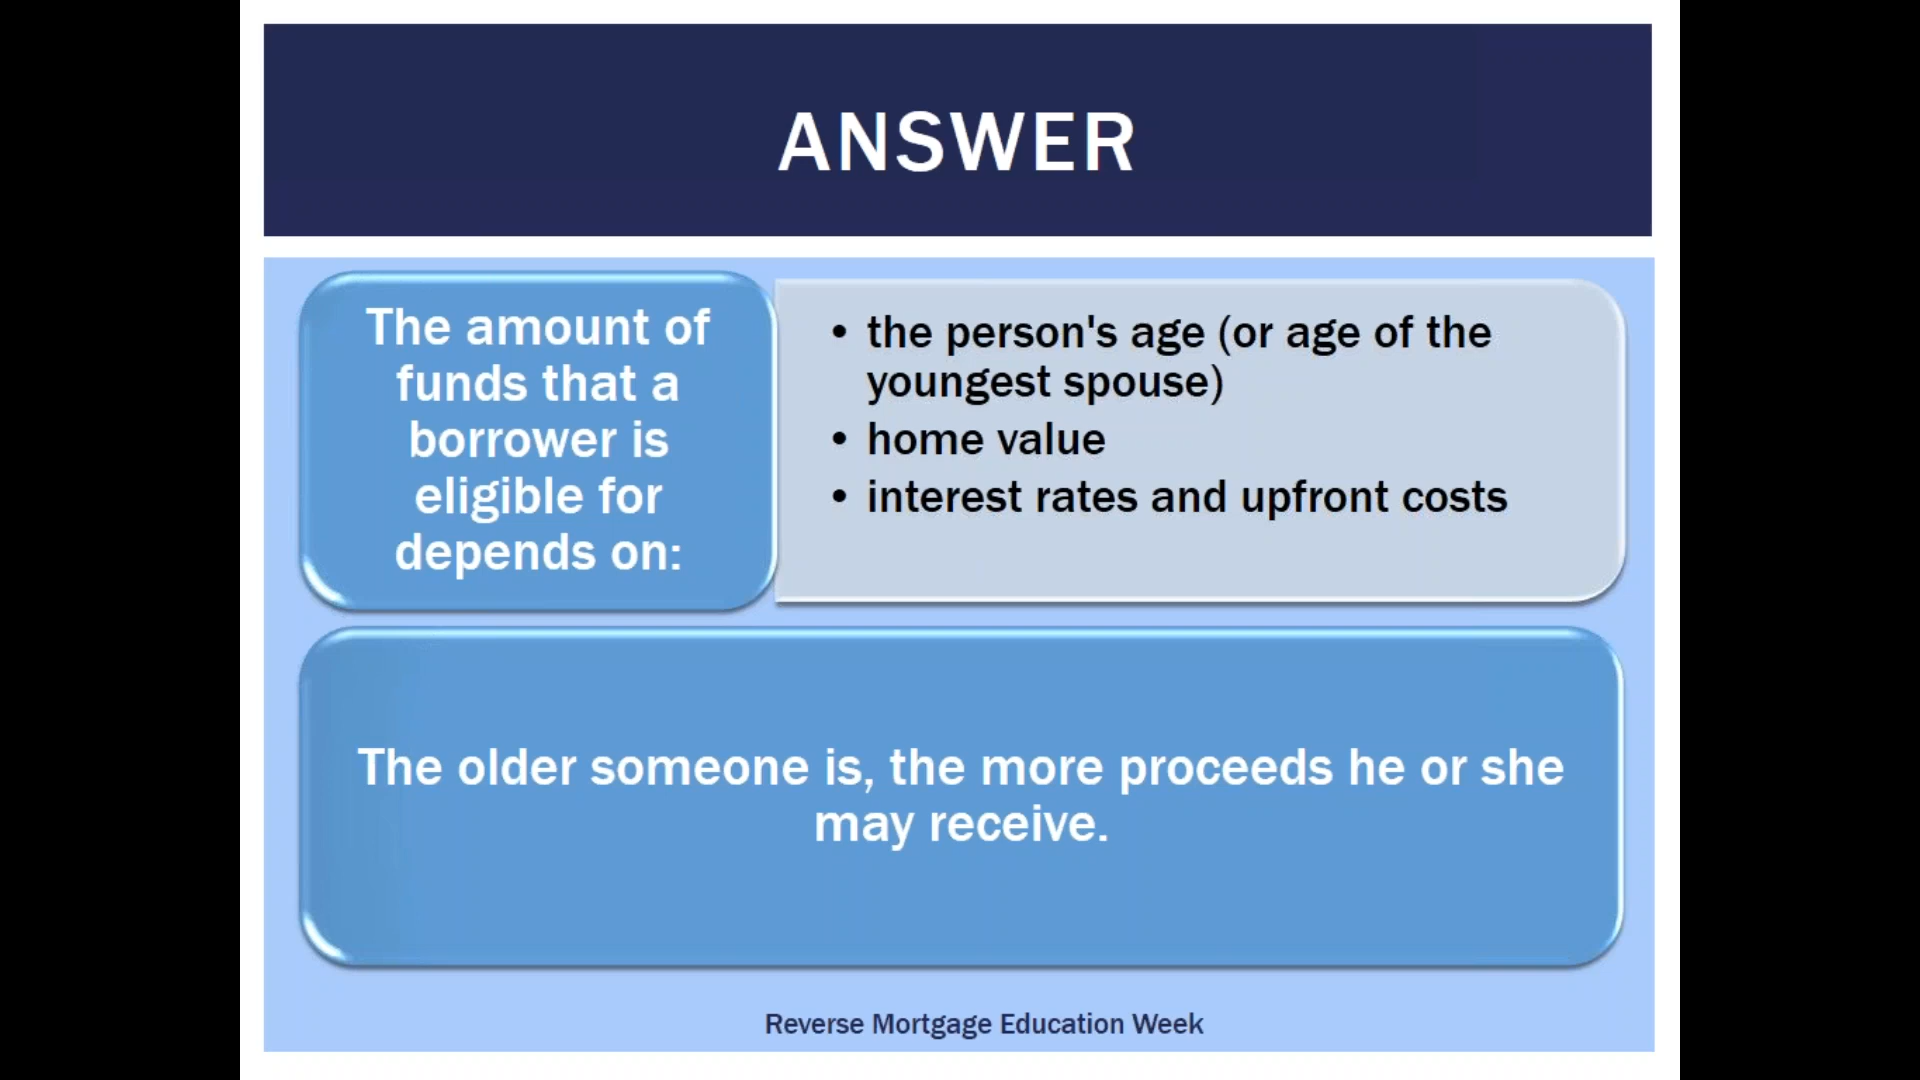 ANSWER
The amount of
funds that a
borrower is
eligible for
depends on:
• the person's age (or age of the
youngest spouse)
• home value
• interest rates and upfront costs
The older someone is, the more proceeds he or she
may receive.
Reverse Mortgage Education Week